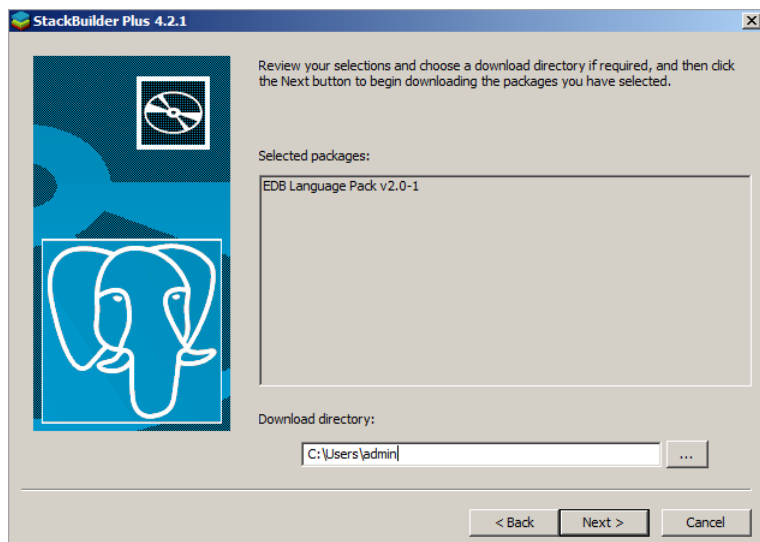 StackBuilder Plus 4.2.1
Review your selections and choose a download directory if required, and then click
the Next button to begin downloading the packages you have selected.
Selected packages:
EDB Language Pack v2.0-1
Download directory:
C:\Users\admin
...
< Back
Next >
Cancel